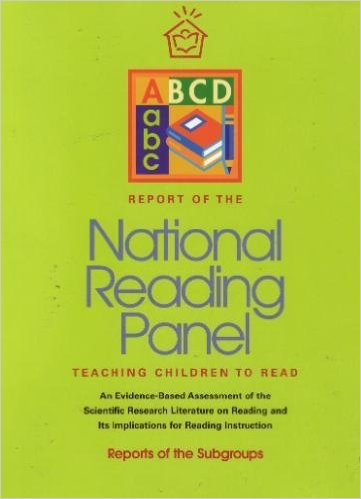 ABCD
a
b
c
REPORT OF THE
National
Reading
Panel
TEACHING CHILDREN TO READ
An Evidence-Based Assessment of the
Scientific Research Literature on Reading and
Its Implications for Reading Instruction
Reports of the Subgroups